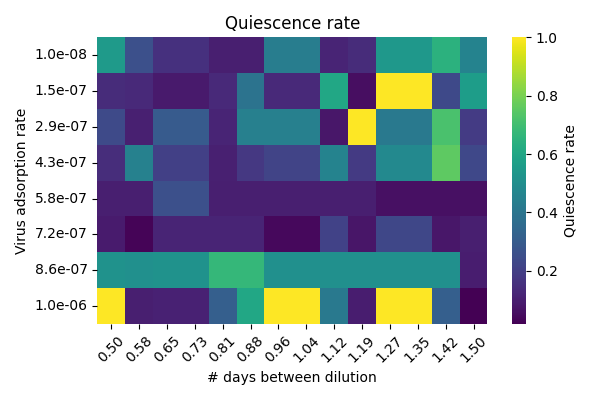 Quiescence rate
Virus adsorption rate
1.0e-08
1.5e-07
2.9e-07
4.3e-07
5.8e-07
7.2e-07
8.6e-07
1.0e-06
0.50 0.58 0.65 0.73 0.81 0.88 0.96 1.04 1.12 1.19 1.27 1.35 1.42 1.50
# days between dilution
1.0
0.8
0.6
0.4
0.2
Quiescence rate